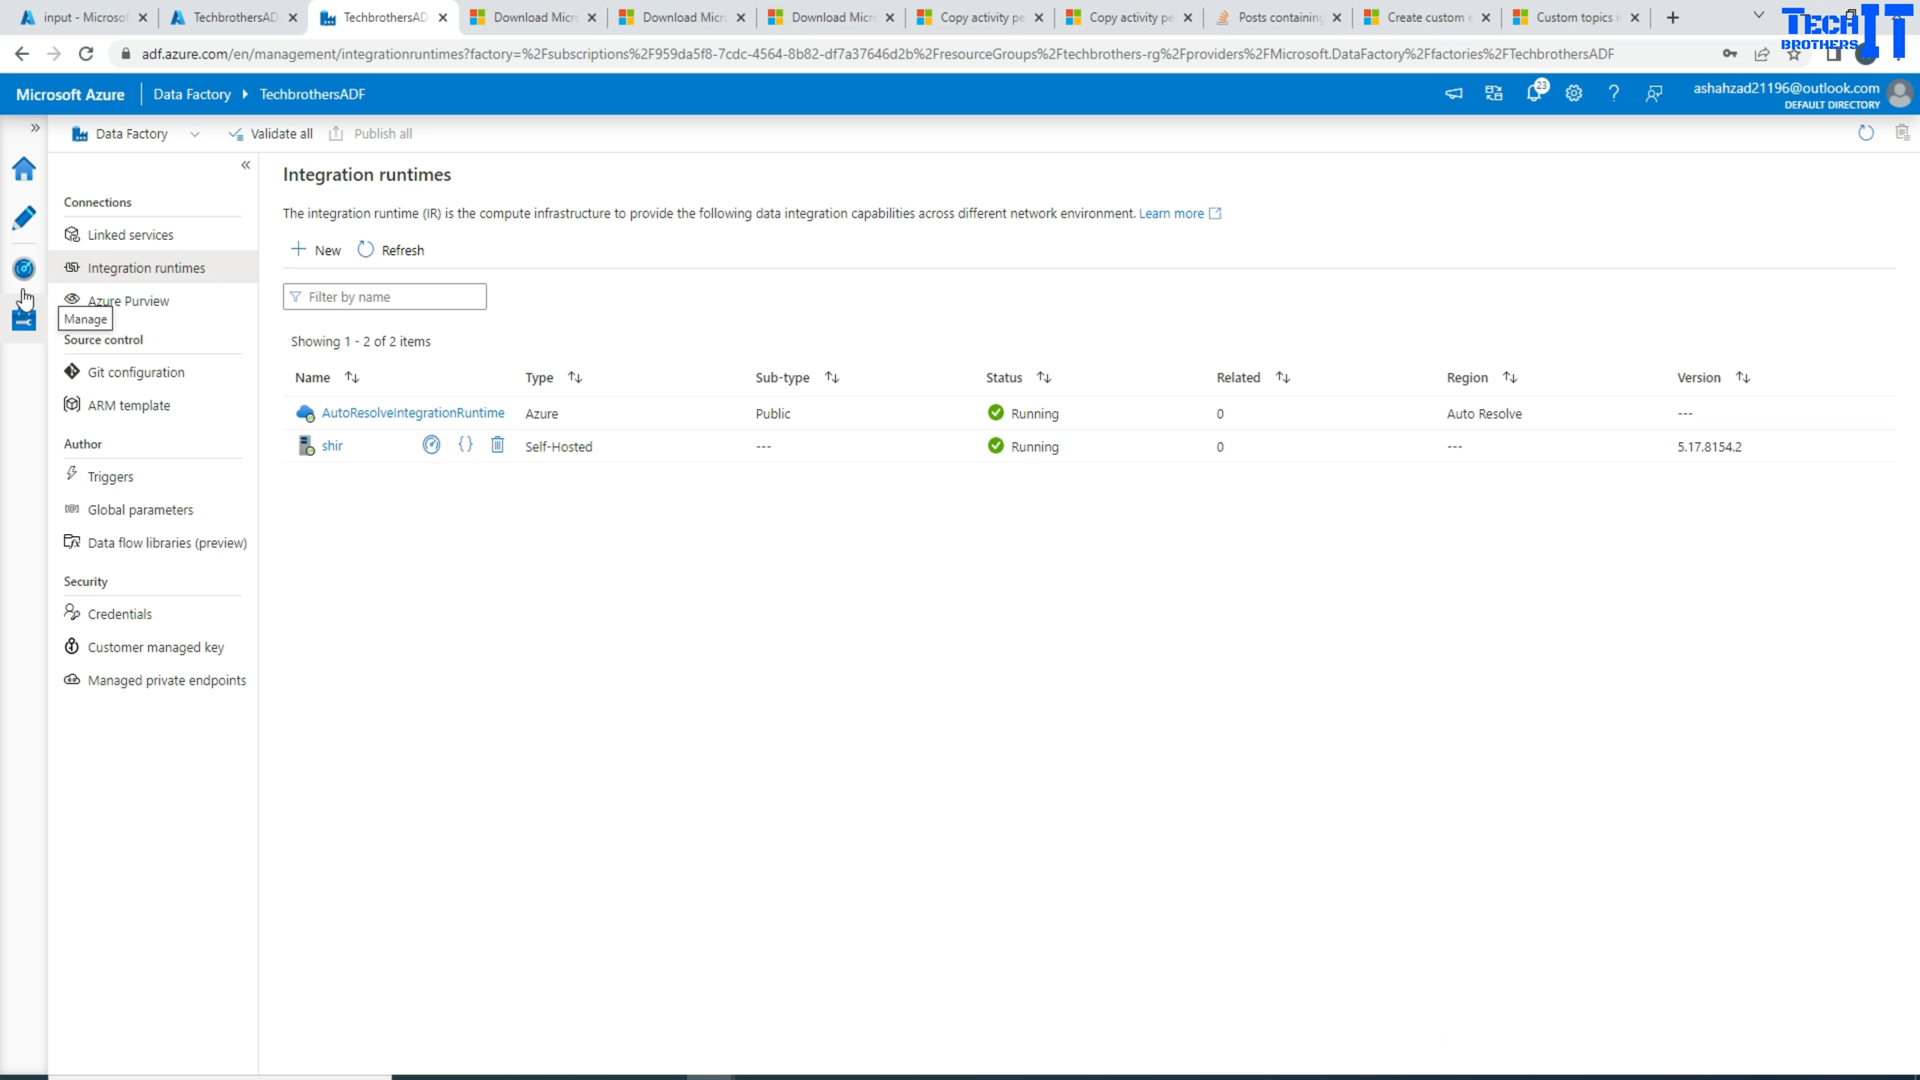 input - Microsof
TechbrothersAD
TechbrothersAD
Download Micr
Download Micr
Download Micr
Copy activity pe
Copy activity pe
Posts containing
Create custom e
Custom topics i
TECH IT
BROTHERS
adf.azure.com/en/management/integrationruntimes?factory=%2Fsubscriptions%2F959da5f8-7cdc-4564-8b82-df7a37646d2b%2FresourceGroups%2Ftechbrothers-rg%2Fproviders%2FMicrosoft.DataFactory%2Ffactories%2FTechbrothersADF
Microsoft Azure
Data Factory
TechbrothersADF
23
ashahzad21196@outlook.com
DEFAULT DIRECTORY
Data Factory
Validate all
Publish all
Connections
Linked services
Integration runtimes
Azure Purview
Manage
Source control
Git configuration
ARM template
Author
Triggers
Global parameters
Data flow libraries (preview)
Security
Credentials
Customer managed key
Managed private endpoints
Integration runtimes
The integration runtime (IR) is the compute infrastructure to provide the following data integration capabilities across different network environment. Learn more
New
Refresh
Filter by name
Showing 1 - 2 of 2 items
Name Type Sub-type Status Related Region Version
AutoResolveIntegrationRuntime Azure Public Running 0 Auto Resolve ---
shir {} Self-Hosted --- Running 0 --- 5.17.8154.2